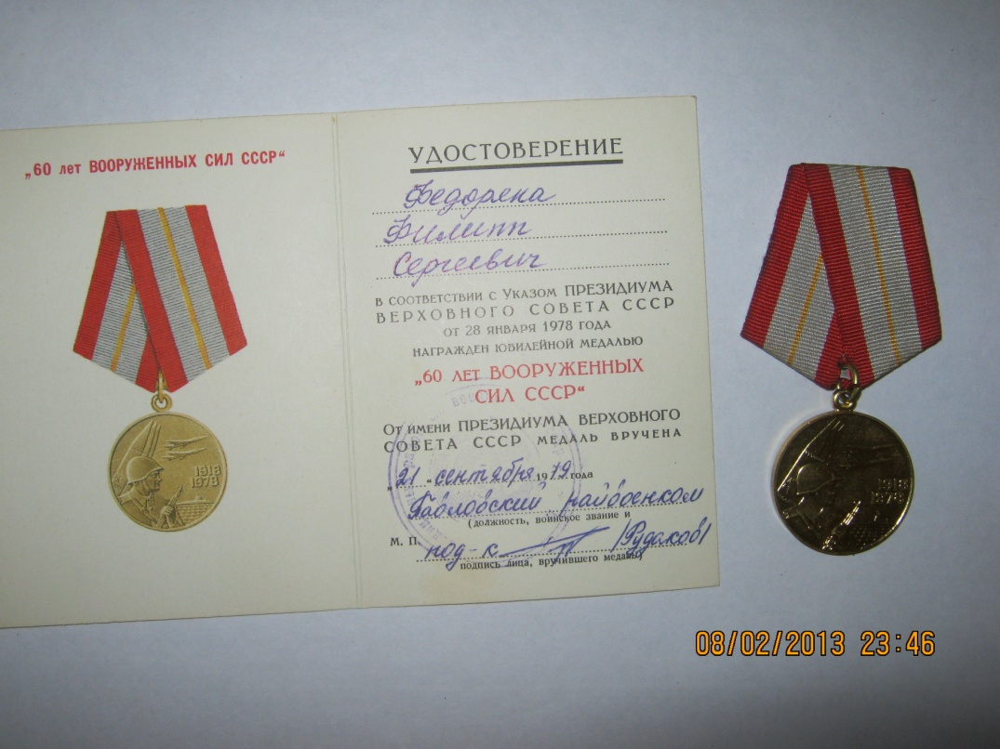 „60 лет ВООРУЖЕННЫХ СИЛ СССР“
1918
1978
УДОСТОВЕРЕНИЕ
Федоряка
Филипп
Сергеевич
В СООТВЕТСТВИИ С УКАЗОМ ПРЕЗИДИУМА
ВЕРХОВНОГО СОВЕТА СССР
ОТ 28 ЯНВАРЯ 1978 ГОДА
НАГРАЖДЕН ЮБИЛЕЙНОЙ МЕДАЛЬЮ
„60 ЛЕТ ВООРУЖЕННЫХ
СИЛ СССР“
ОТ ИМЕНИ ПРЕЗИДИУМА ВЕРХОВНОГО
СОВЕТА СССР МЕДАЛЬ ВРУЧЕНА
„21“ сентября 1979 года
Павловский райвоенком
(должность, воинское звание и
М. П. под-к /Рудаков/
подпись лица, вручившего медаль)
1918
1978
08/02/2013 23:46